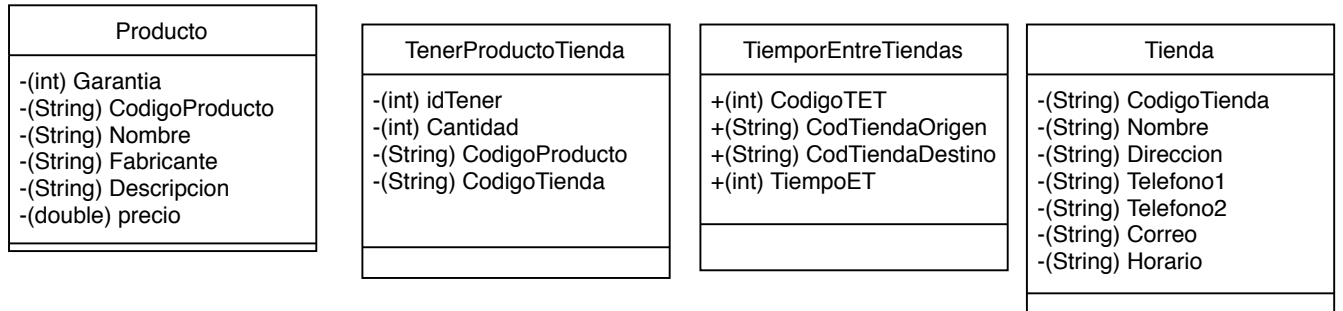 Producto
-(int) Garantia
-(String) CodigoProducto
-(String) Nombre
-(String) Fabricante
-(String) Descripcion
-(double) precio
TenerProductoTienda
-(int) idTener
-(int) Cantidad
-(String) CodigoProducto
-(String) CodigoTienda
TiemporEntreTiendas
+(int) CodigoTET
+(String) CodTiendaOrigen
+(String) CodTiendaDestino
+(int) TiempoET
Tienda
-(String) CodigoTienda
-(String) Nombre
-(String) Direccion
-(String) Telefono1
-(String) Telefono2
-(String) Correo
-(String) Horario